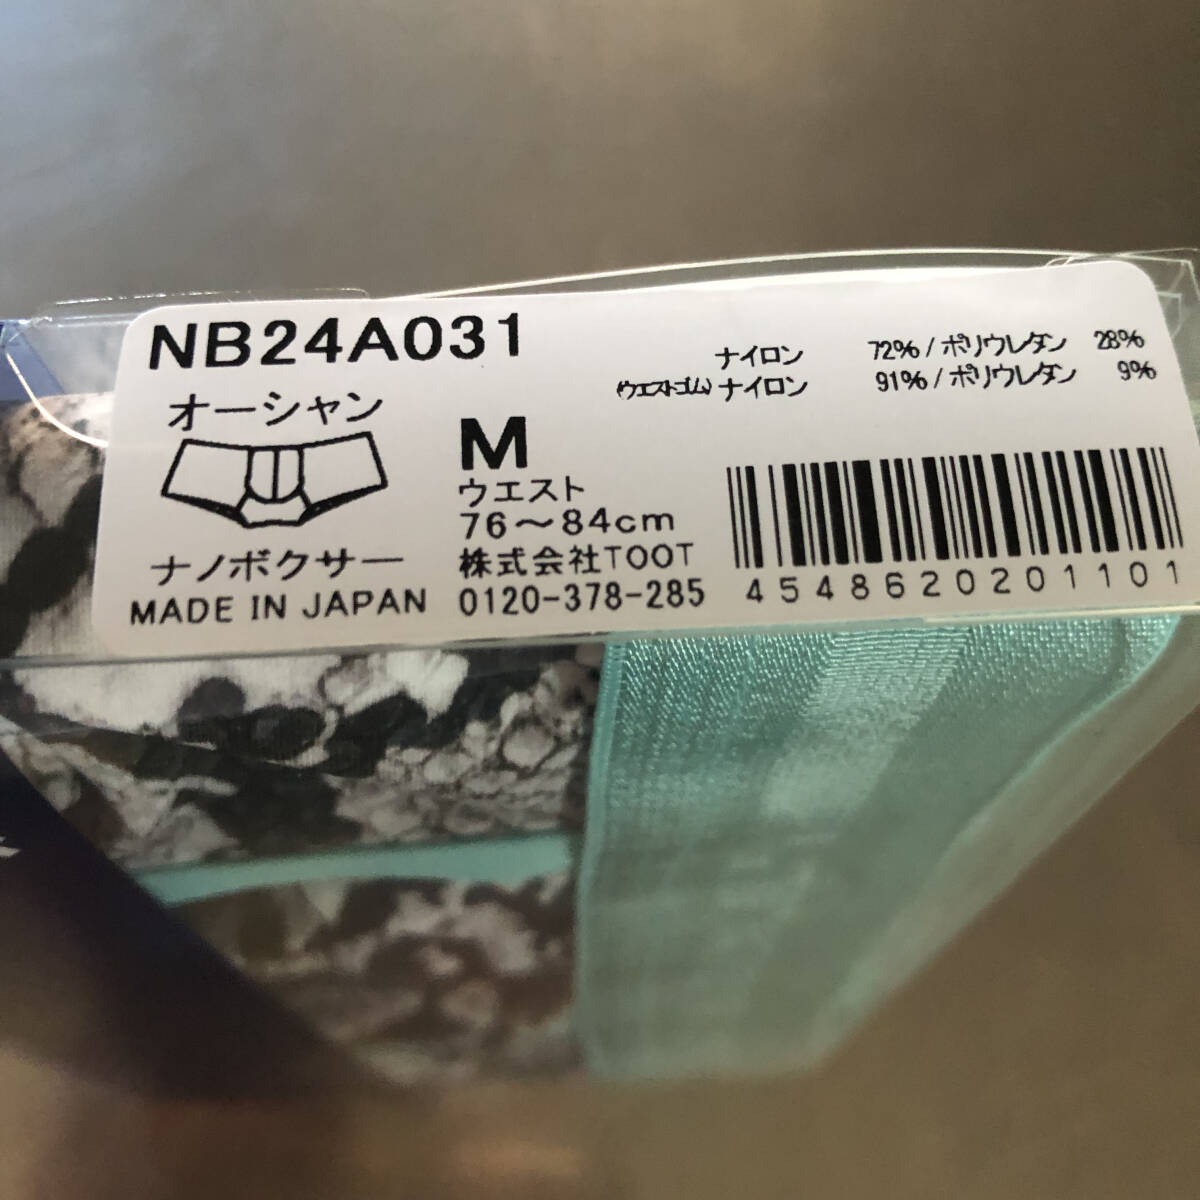 NB24A031
オーシャン
ナノボクサー
MADE IN JAPAN
M
ウエスト
76～84cm
株式会社TOOT
0120-378-285
ナイロン 72% / ポリウレタン 28%
(ウエストゴム) ナイロン 91% / ポリウレタン 9%
4548620201101